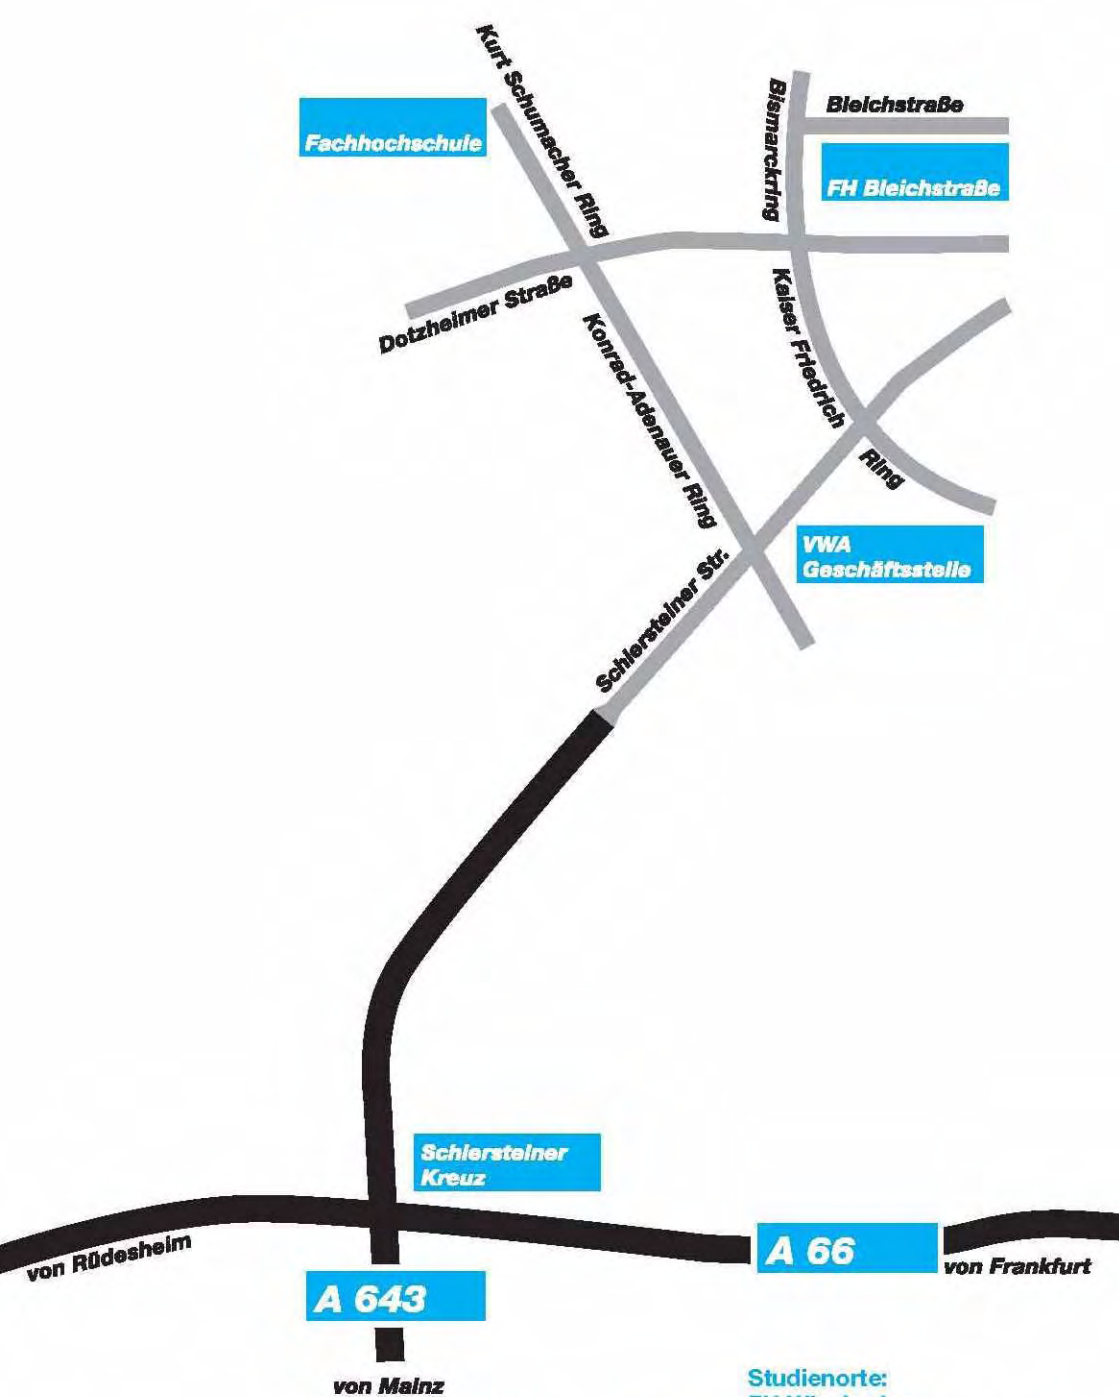 Kurt Schumacher Ring
Fachhochschule
Bismarckring
Bleichstraße
FH Bleichstraße
Dotzheimer Straße
Kaiser Friedrich
Ring
Konrad-Adenauer Ring
VWA
Geschäftsstelle
Schiersteiner Str.
Schiersteiner
Kreuz
von Rüdesheim
A 66
von Frankfurt
A 643
von Mainz
Studienorte: